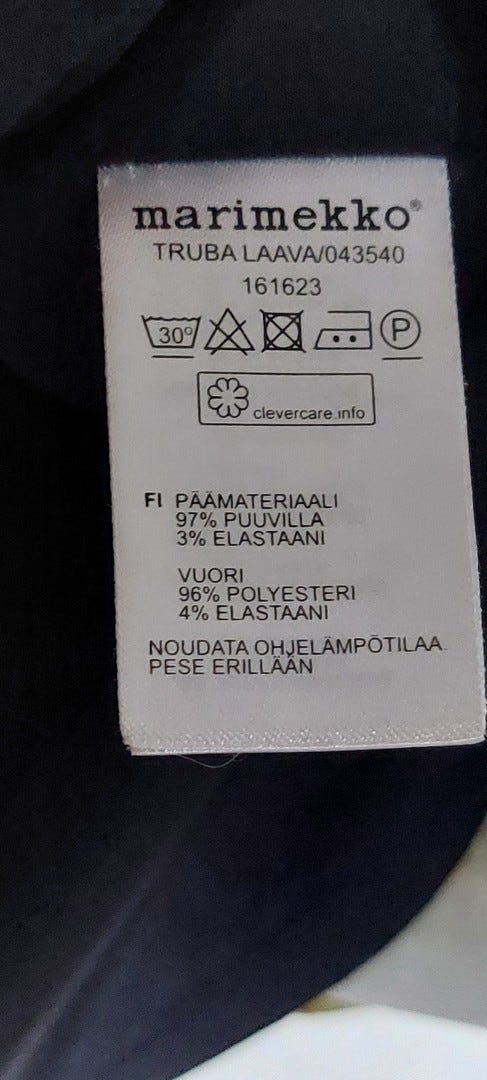 marimekko®
TRUBA LAAVA/043540
161623
30° P
clevercare.info
FI PÄÄMATERIAALI
97% PUUVILLA
3% ELASTAANI
VUORI
96% POLYESTERI
4% ELASTAANI
NOUDATA OHJELÄMPÖTILAA.
PESE ERILLÄÄN